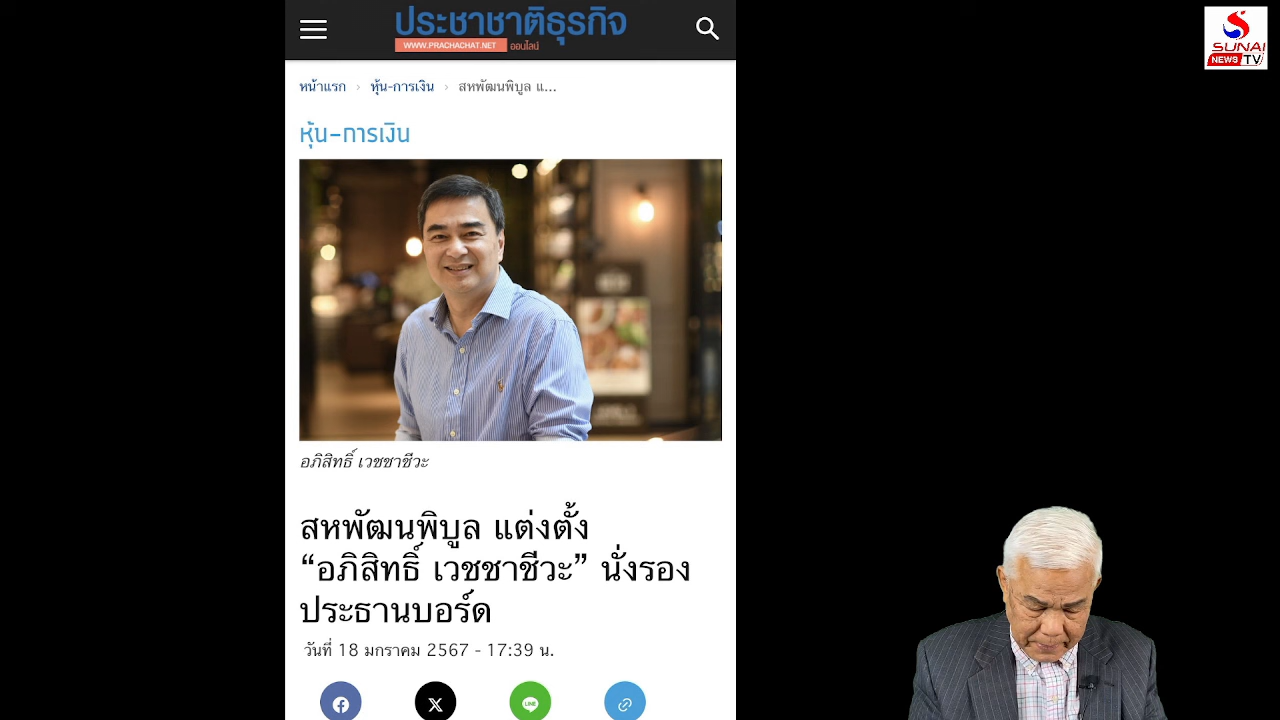 ประชาชาติธุรกิจ
WWW.PRACHACHAT.NET ออนไลน์
SUNAI
NEWS TV
หน้าแรก › หุ้น-การเงิน › สหพัฒนพิบูล แ...
หุ้น-การเงิน
อภิสิทธิ์ เวชชาชีวะ
สหพัฒนพิบูล แต่งตั้ง
“อภิสิทธิ์ เวชชาชีวะ” นั่งรอง
ประธานบอร์ด
วันที่ 18 มกราคม 2567 - 17:39 น.
LINE